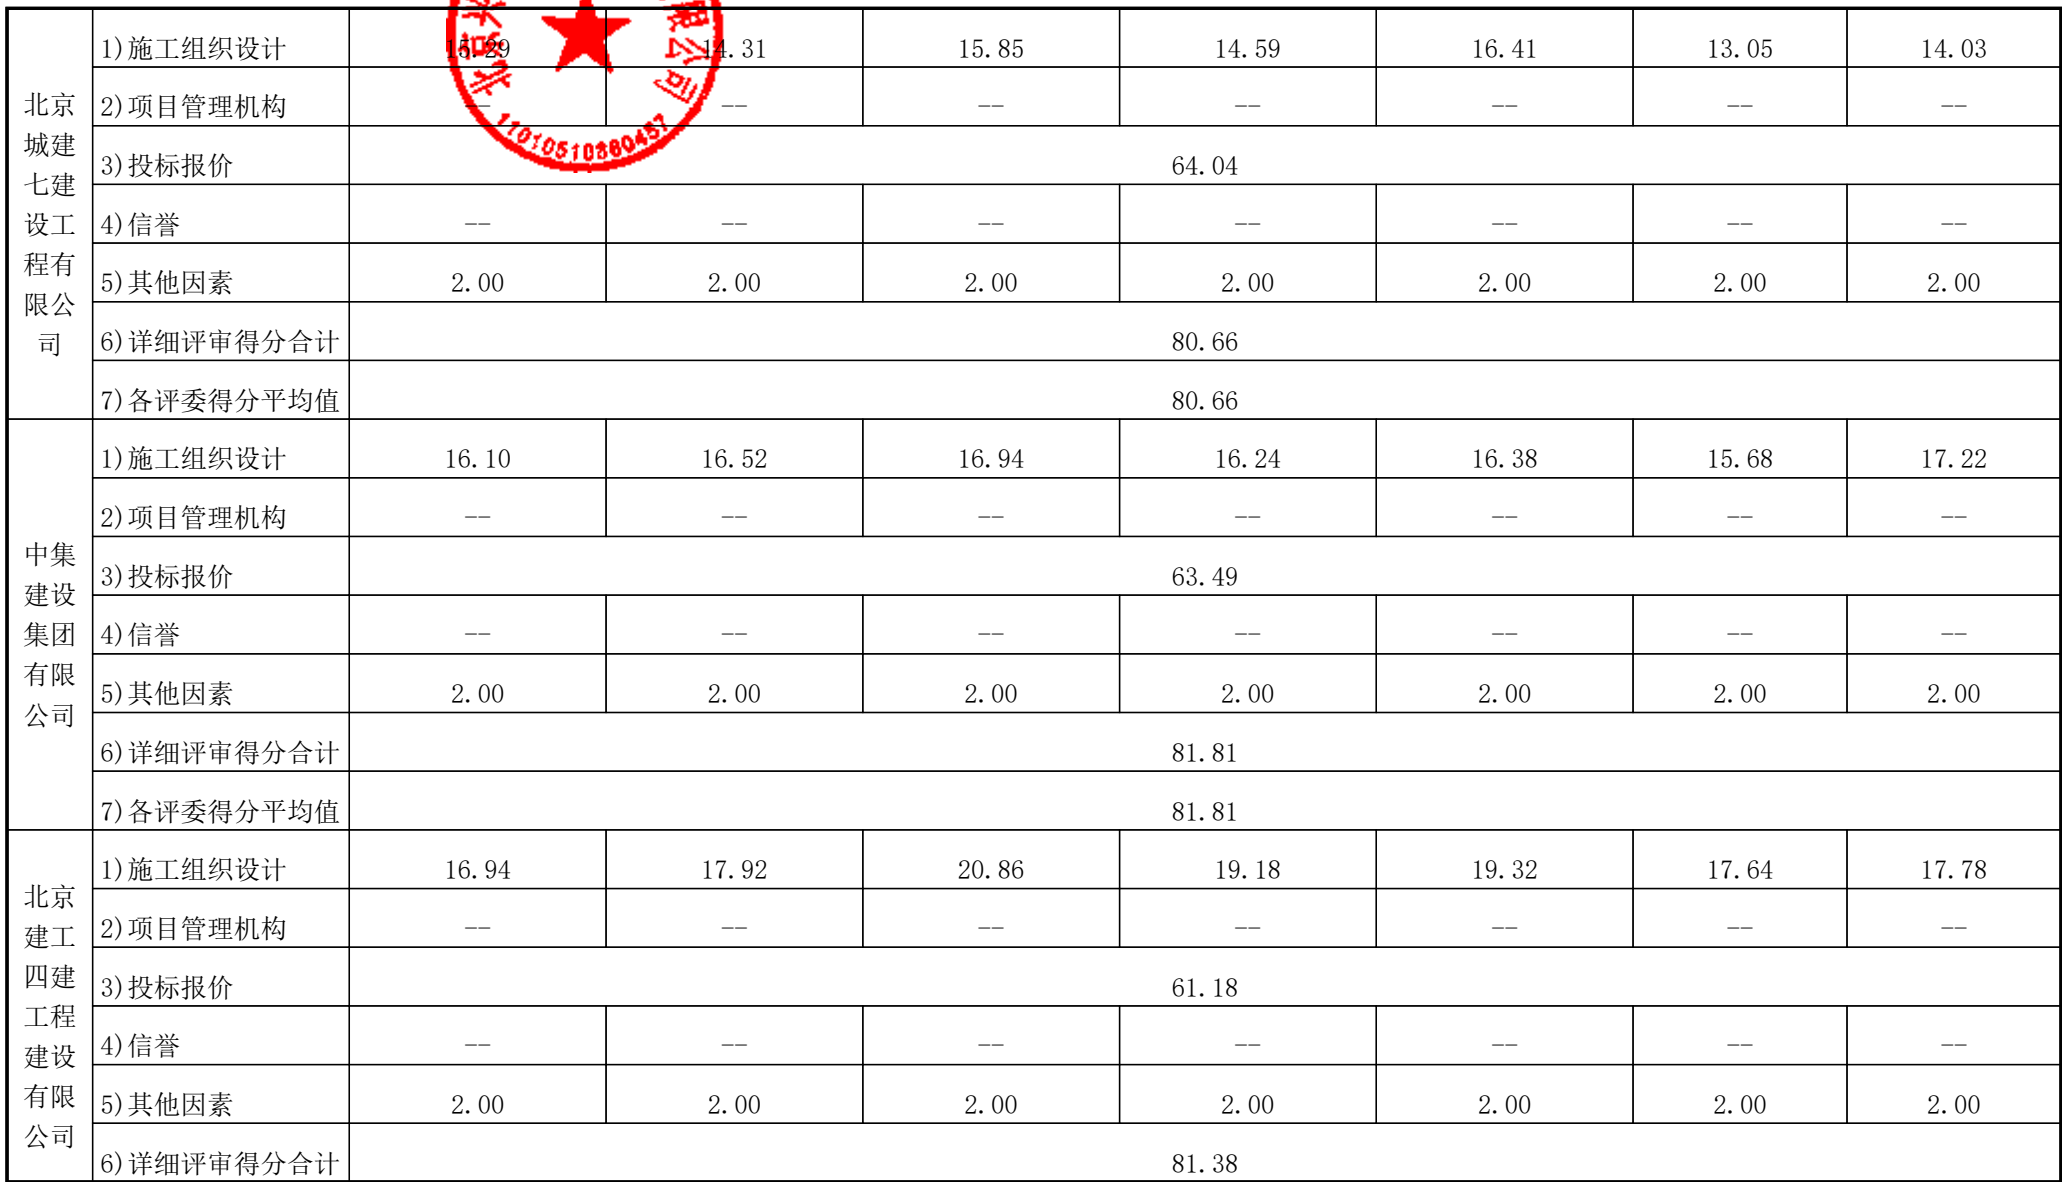 北京
城建
七建
设工
程有
限公
司
1)施工组织设计 15.29 14.31 15.85 14.59 16.41 13.05 14.03
2)项目管理机构 -- -- -- -- -- -- --
3)投标报价 64.04
4)信誉 -- -- -- -- -- -- --
5)其他因素 2.00 2.00 2.00 2.00 2.00 2.00 2.00
6)详细评审得分合计 80.66
7)各评委得分平均值 80.66
中集
建设
集团
有限
公司
1)施工组织设计 16.10 16.52 16.94 16.24 16.38 15.68 17.22
2)项目管理机构 -- -- -- -- -- -- --
3)投标报价 63.49
4)信誉 -- -- -- -- -- -- --
5)其他因素 2.00 2.00 2.00 2.00 2.00 2.00 2.00
6)详细评审得分合计 81.81
7)各评委得分平均值 81.81
北京
建工
四建
工程
建设
有限
公司
1)施工组织设计 16.94 17.92 20.86 19.18 19.32 17.64 17.78
2)项目管理机构 -- -- -- -- -- -- --
3)投标报价 61.18
4)信誉 -- -- -- -- -- -- --
5)其他因素 2.00 2.00 2.00 2.00 2.00 2.00 2.00
6)详细评审得分合计 81.38
北京
限公司
11010510360457